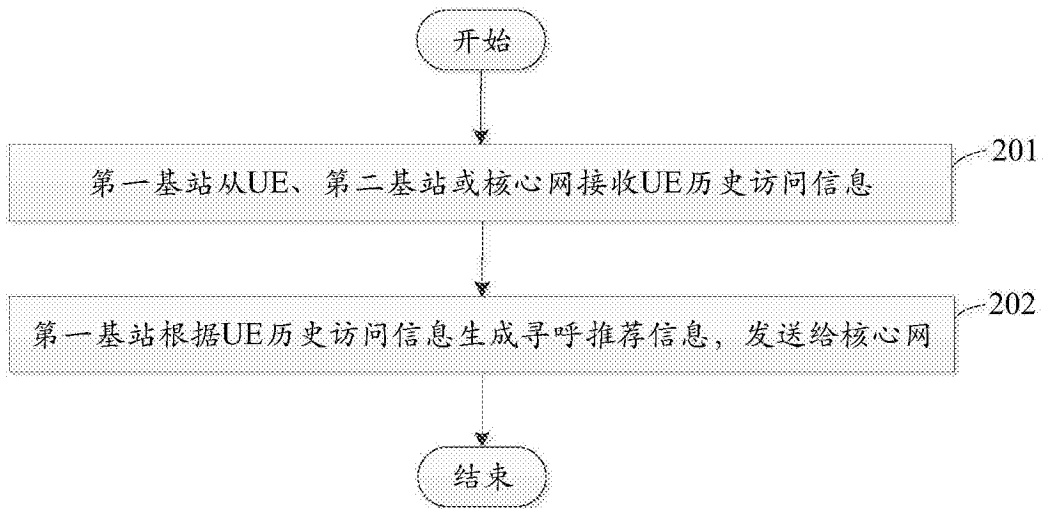 开始
第一基站从UE、第二基站或核心网接收UE历史访问信息
201
第一基站根据UE历史访问信息生成寻呼推荐信息，发送给核心网
202
结束